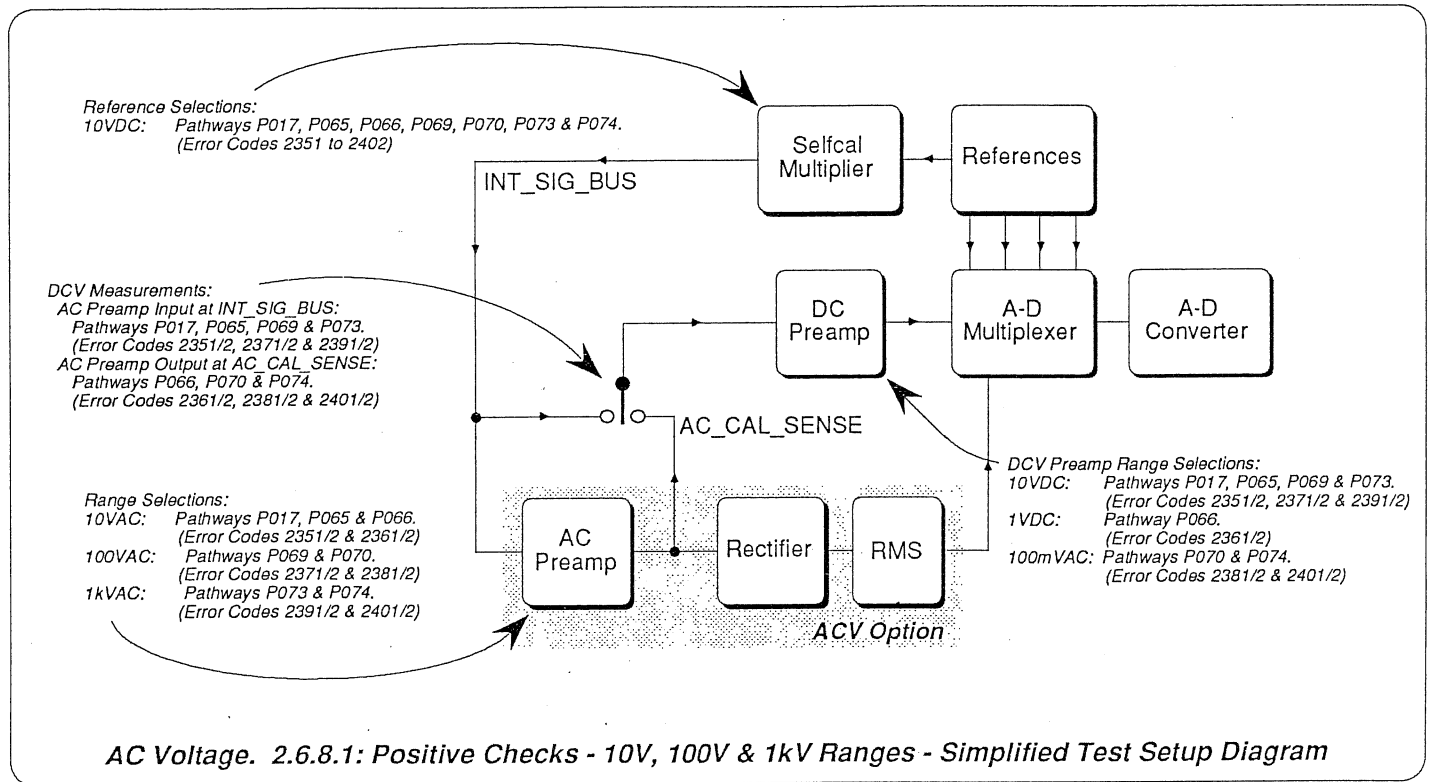 Reference Selections:
10VDC: Pathways P017, P065, P066, P069, P070, P073 & P074.
(Error Codes 2351 to 2402)
Selfcal
Multiplier
References
INT_SIG_BUS
DCV Measurements:
AC Preamp Input at INT_SIG_BUS:
Pathways P017, P065, P069 & P073.
(Error Codes 2351/2, 2371/2 & 2391/2)
AC Preamp Output at AC_CAL_SENSE:
Pathways P066, P070 & P074.
(Error Codes 2361/2, 2381/2 & 2401/2)
DC
Preamp
A-D
Multiplexer
A-D
Converter
AC_CAL_SENSE
DCV Preamp Range Selections:
10VDC: Pathways P017, P065, P069 & P073.
(Error Codes 2351/2, 2371/2 & 2391/2)
1VDC: Pathway P066.
(Error Code 2361/2)
100mVAC: Pathways P070 & P074.
(Error Codes 2381/2 & 2401/2)
Range Selections:
10VAC: Pathways P017, P065 & P066.
(Error Codes 2351/2 & 2361/2)
100VAC: Pathways P069 & P070.
(Error Codes 2371/2 & 2381/2)
1kVAC: Pathways P073 & P074.
(Error Codes 2391/2 & 2401/2)
AC
Preamp
Rectifier
RMS
ACV Option
AC Voltage. 2.6.8.1: Positive Checks - 10V, 100V & 1kV Ranges - Simplified Test Setup Diagram